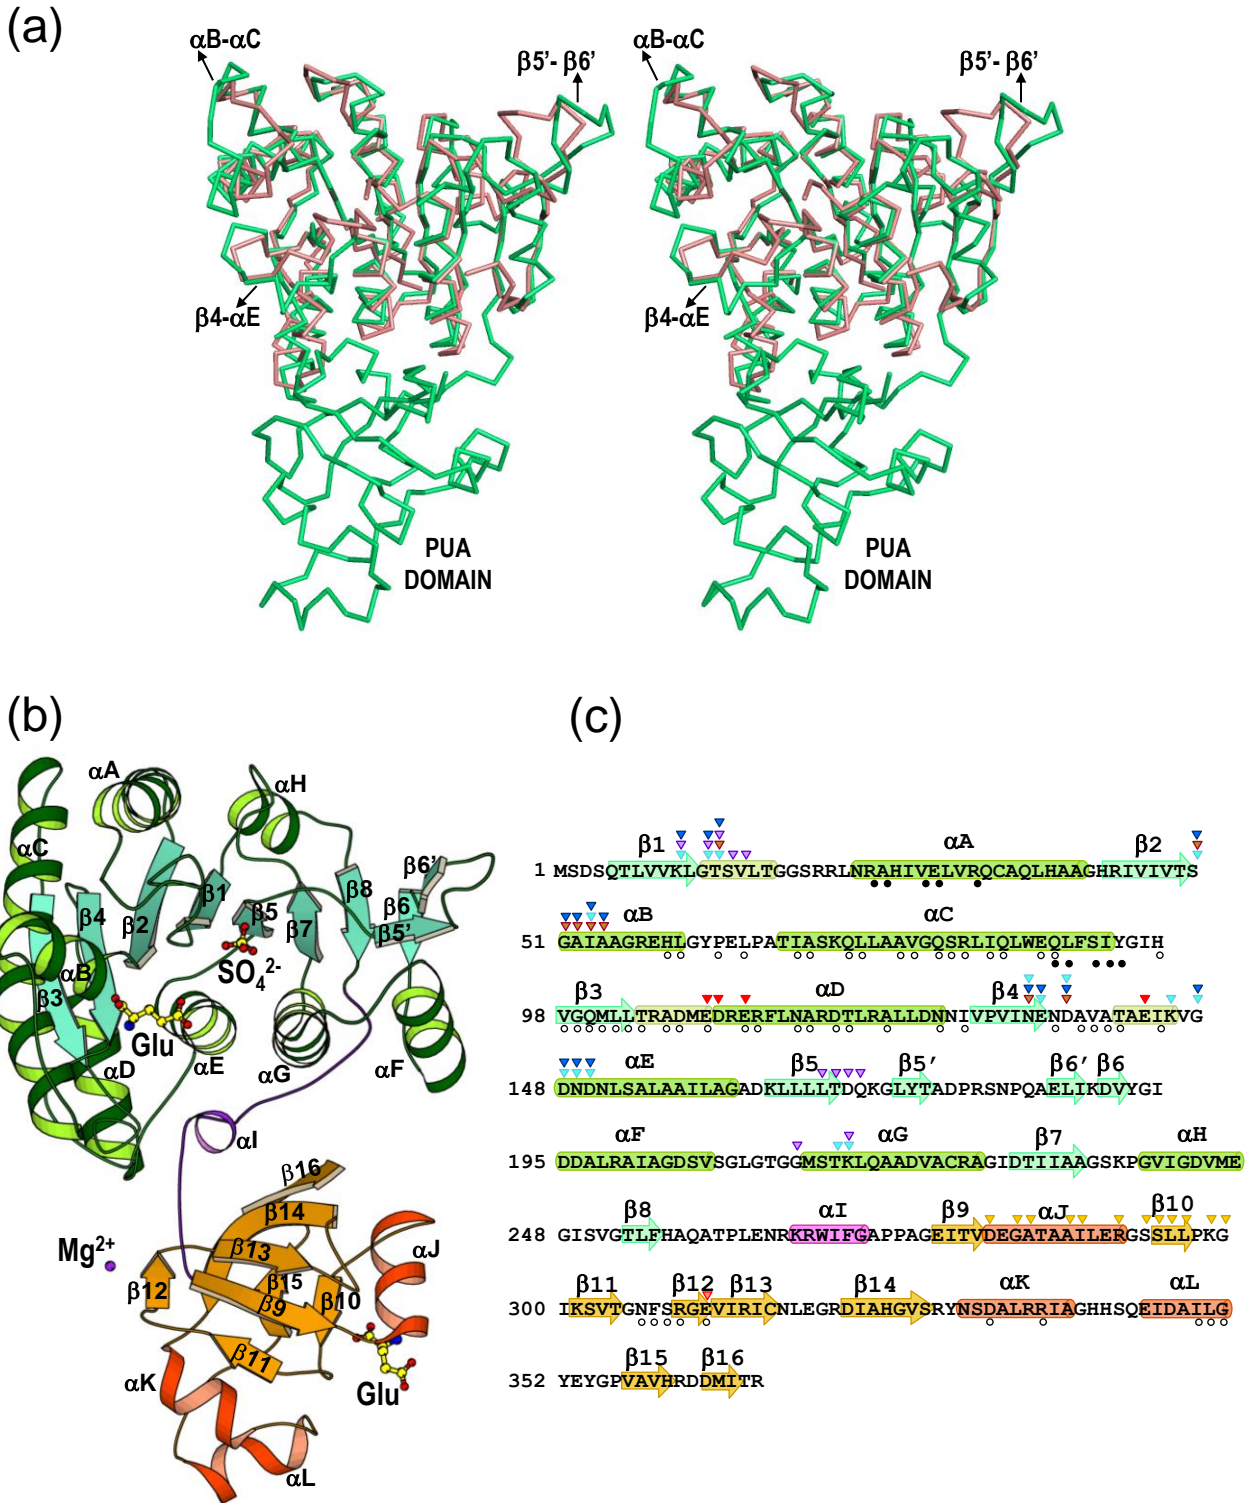 (a)
αB-αC
β5’- β6’
αB-αC
β5’- β6’
β4-αE
β4-αE
PUA
DOMAIN
PUA
DOMAIN
(b)
αA
αH
αC
β6’
β1
β8
β4
β2
β5
β7
β6
β5’
SO₄²⁻
αB
β3
Glu
αD
αE
αG
αF
αI
β16
β14
Mg²⁺
β13
αJ
β15
β12
β9
β10
β11
αK
Glu
αL
(c)
β1 αA β2
1 MSDSQTLVVKLGTSVLTGGSRRLNRAHIVELVRQCAQLHAAGHRIVIVTS
αB αC
51 GAIAAGREHLGYPELPATIASKQLLAAVGQSRLIQLWEQLFSIYGIH
β3 αD β4
98 VGQMLLTRADMEDRERFLNARDTLRALLDNNIVPVINENDAVATAEIKVG
αE β5 β5’ β6’ β6
148 DNDNLSALAAILAGADKLLLLTDQKGLYTADPRSNPQAELIKDVYGI
αF αG β7 αH
195 DDALRAIAGDSVSGLGTGGMSTKLQAADVACRAGIDTIIAAGSKPGVIGDVME
β8 αI β9 αJ β10
248 GISVGTLFHAQATPLENRKRWIFGAPPAGEITVDEGATAAILERGSSLLPKG
β11 β12 β13 β14 αK αL
300 IKSVTGNFSRGEVIRICNLEGRDIAHGVSRYNSDALRRIAGHHSQEIDAILG
β15 β16
352 YEYGPVAVHRDDMITR